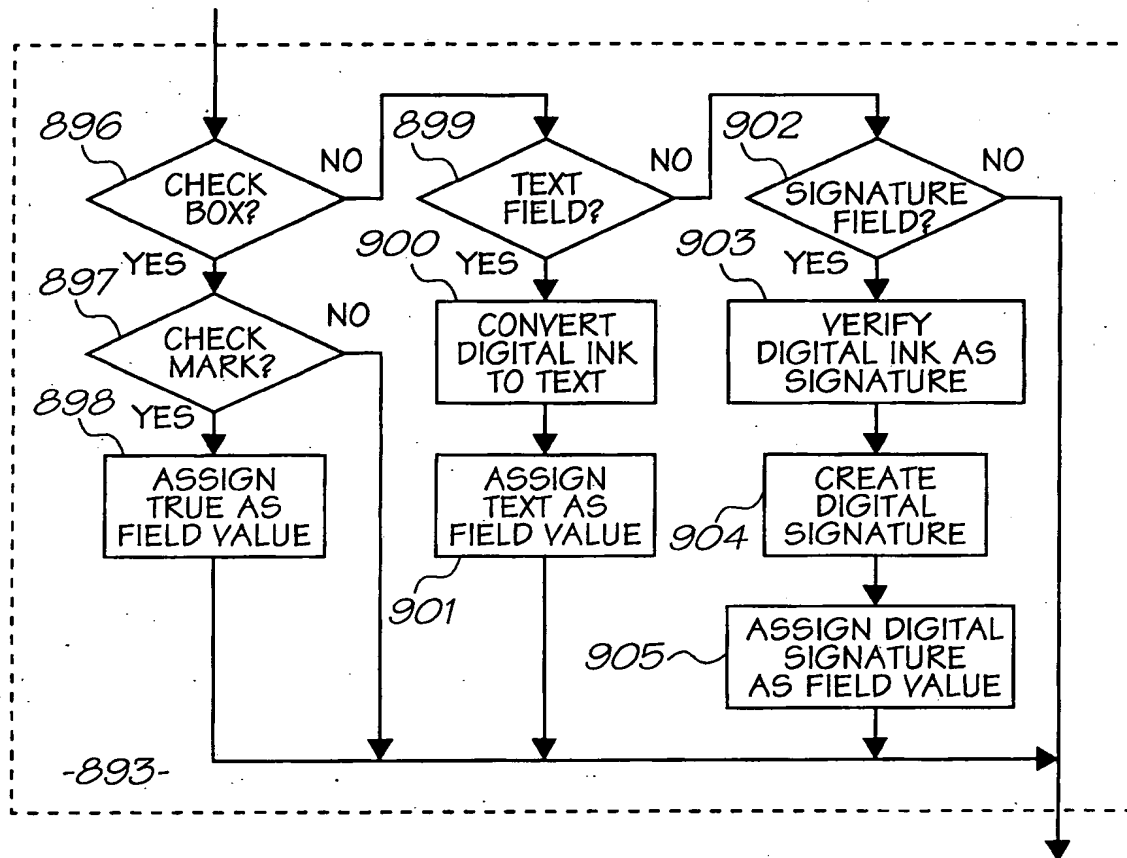 896
CHECK
BOX?
NO
YES
897
CHECK
MARK?
NO
YES
898
ASSIGN
TRUE AS
FIELD VALUE
899
TEXT
FIELD?
NO
YES
900
CONVERT
DIGITAL INK
TO TEXT
ASSIGN
TEXT AS
FIELD VALUE
901
902
SIGNATURE
FIELD?
NO
YES
903
VERIFY
DIGITAL INK AS
SIGNATURE
CREATE
DIGITAL
SIGNATURE
904
ASSIGN DIGITAL
SIGNATURE
AS FIELD VALUE
905
-893-